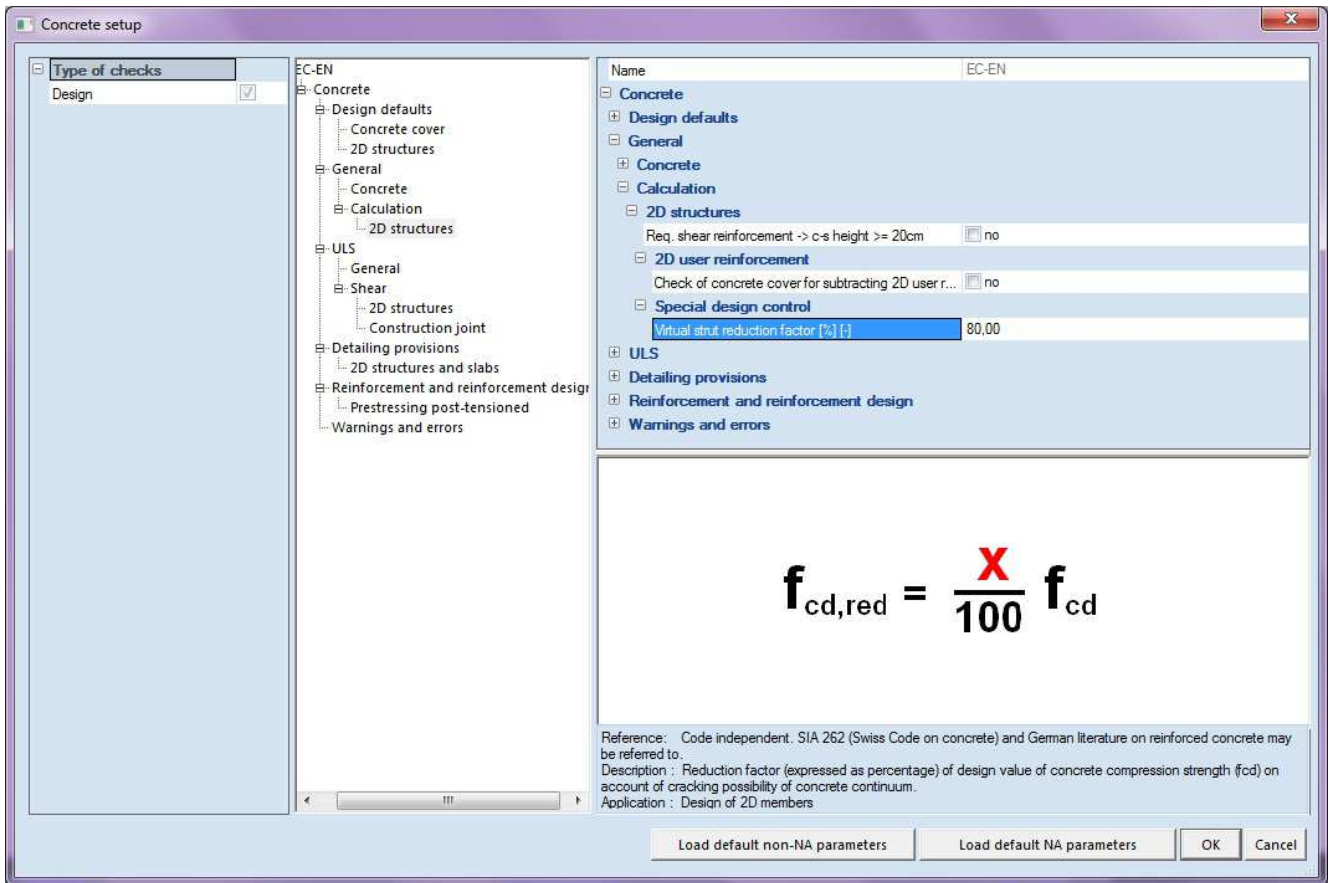 Concrete setup
Type of checks
Design
EC-EN
Concrete
Design defaults
Concrete cover
2D structures
General
Concrete
Calculation
2D structures
ULS
General
Shear
2D structures
Construction joint
Detailing provisions
2D structures and slabs
Reinforcement and reinforcement desigr
Prestressing post-tensioned
Warnings and errors
Name EC-EN
Concrete
Design defaults
General
Concrete
Calculation
2D structures
Req. shear reinforcement -> c-s height >= 20cm no
2D user reinforcement
Check of concrete cover for subtracting 2D user r... no
Special design control
Virtual strut reduction factor [%] [-] 80,00
ULS
Detailing provisions
Reinforcement and reinforcement design
Warnings and errors
f_cd,red = x/100 f_cd
Reference: Code independent. SIA 262 (Swiss Code on concrete) and German literature on reinforced concrete may
be referred to.
Description : Reduction factor (expressed as percentage) of design value of concrete compression strength (fcd) on
account of cracking possibility of concrete continuum.
Application : Design of 2D members
Load default non-NA parameters Load default NA parameters OK Cancel